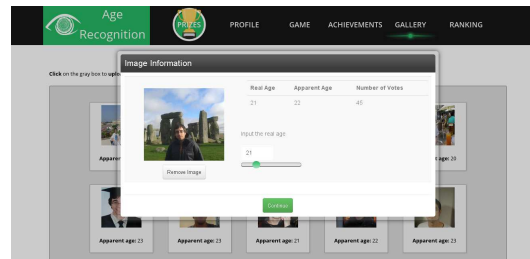 Age
Recognition
PRIZES
PROFILE
GAME
ACHIEVEMENTS
GALLERY
RANKING
Image Information
Click on the gray box to uplo
Real Age Apparent Age Number of Votes
21 22 45
Input the real age
21
Remove Image
Continue
Apparen
t age: 20
Apparent age: 23
Apparent age: 23
Apparent age: 21
Apparent age: 22
Apparent age: 23